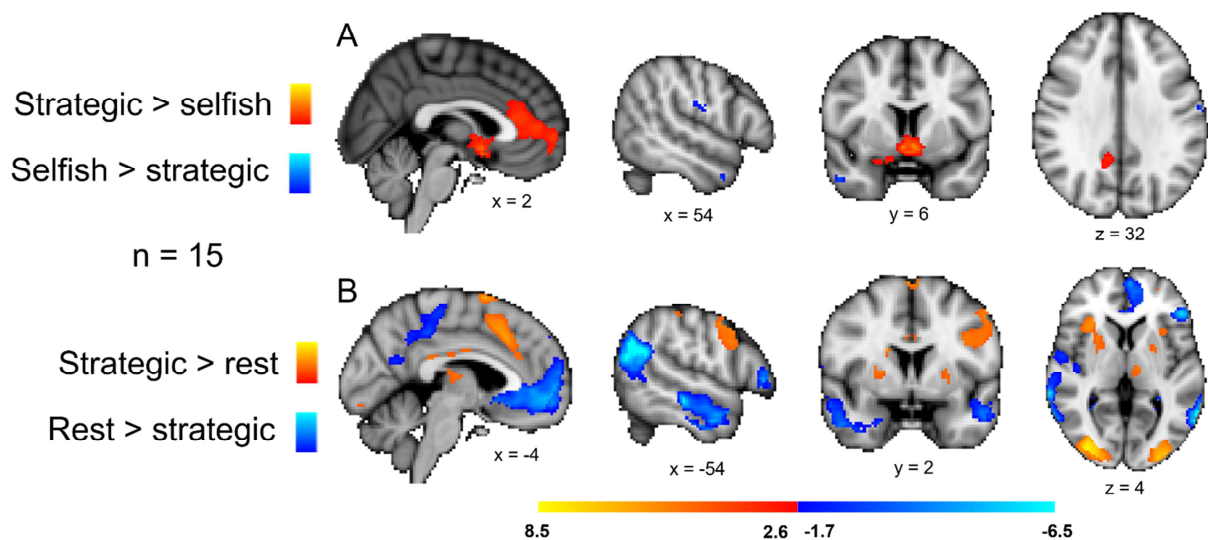 A
Strategic > selfish
Selfish > strategic
x = 2
x = 54
y = 6
z = 32
n = 15
B
Strategic > rest
Rest > strategic
x = -4
x = -54
y = 2
z = 4
8.5
2.6
-1.7
-6.5